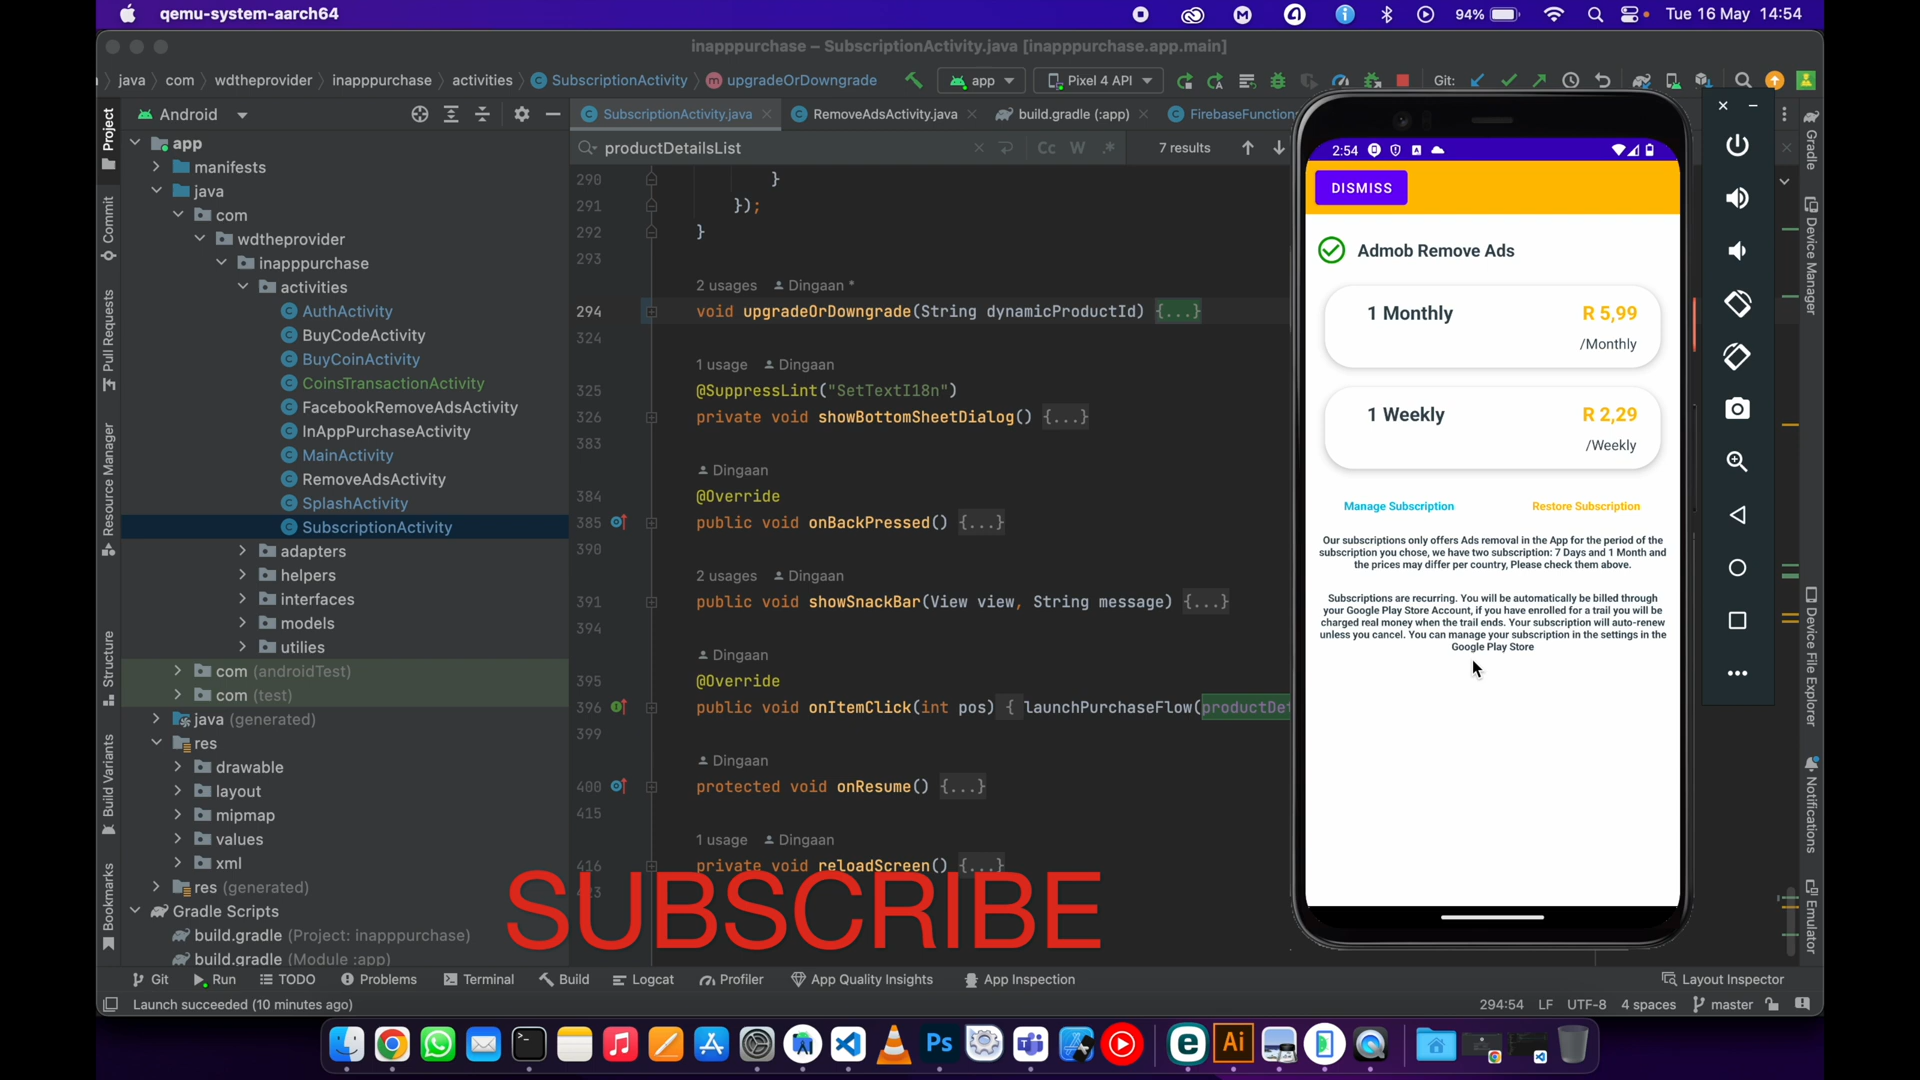 qemu-system-aarch64
94%
Tue 16 May 14:54
inapppurchase – SubscriptionActivity.java [inapppurchase.app.main]
java
com
wdtheprovider
inapppurchase
activities
SubscriptionActivity
upgradeOrDowngrade
app
Pixel 4 API
Git:
Android
SubscriptionActivity.java
RemoveAdsActivity.java
build.gradle (:app)
FirebaseFunction
productDetailsList
Cc
W
7 results
Project
Commit
Pull Requests
Resource Manager
Structure
Build Variants
Bookmarks
app
manifests
java
com
wdtheprovider
inapppurchase
activities
AuthActivity
BuyCodeActivity
BuyCoinActivity
CoinsTransactionActivity
FacebookRemoveAdsActivity
InAppPurchaseActivity
MainActivity
RemoveAdsActivity
SplashActivity
SubscriptionActivity
adapters
helpers
interfaces
models
utilies
com (androidTest)
com (test)
java (generated)
res
drawable
layout
mipmap
values
xml
res (generated)
Gradle Scripts
build.gradle (Project: inapppurchase)
build.gradle (Module :app)
290 }
291 });
292 }
293
2 usages Dingaan *
294 void upgradeOrDowngrade(String dynamicProductId) {...}
324
1 usage Dingaan
325 @SuppressLint("SetTextI18n")
326 private void showBottomSheetDialog() {...}
383
Dingaan
384 @Override
385 public void onBackPressed() {...}
390
2 usages Dingaan
391 public void showSnackBar(View view, String message) {...}
394
Dingaan
395 @Override
396 public void onItemClick(int pos) { launchPurchaseFlow(productDet
399
Dingaan
400 protected void onResume() {...}
415
1 usage Dingaan
416 private void reloadScreen() {...}
SUBSCRIBE
2:54
DISMISS
Admob Remove Ads
1 Monthly
R 5,99
/Monthly
1 Weekly
R 2,29
/Weekly
Manage Subscription
Restore Subscription
Our subscriptions only offers Ads removal in the App for the period of the
subscription you chose, we have two subscription: 7 Days and 1 Month and
the prices may differ per country, Please check them above.
Subscriptions are recurring. You will be automatically be billed through
your Google Play Store Account, if you have enrolled for a trail you will be
charged real money when the trail ends. Your subscription will auto-renew
unless you cancel. You can manage your subscription in the settings in the
Google Play Store
Gradle
Device Manager
Device File Explorer
Notifications
Emulator
Git
Run
TODO
Problems
Terminal
Build
Logcat
Profiler
App Quality Insights
App Inspection
Layout Inspector
Launch succeeded (10 minutes ago)
294:54
LF
UTF-8
4 spaces
master
Ps
Ai